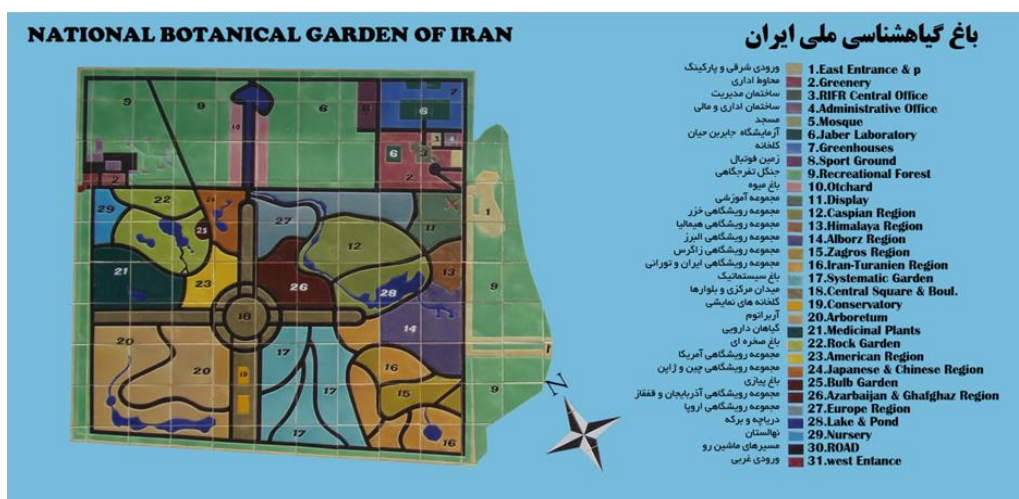 NATIONAL BOTANICAL GARDEN OF IRAN
باغ گیاهشناسی ملی ایران
ورودی شرقی و پارکینگ 1.East Entrance & p
محاوط اداری 2.Greenery
ساختمان مدیریت 3.RIFR Central Office
ساختمان اداری و مالی 4.Administrative Office
مسجد 5.Mosque
آزمایشگاه جابربن حیان 6.Jaber Laboratory
گلخانه 7.Greenhouses
زمین فوتبال 8.Sport Ground
جنگل تفرجگاهی 9.Recreational Forest
باغ میوه 10.Otchard
مجموعه آموزشی 11.Display
مجموعه رویشگاهی خزر 12.Caspian Region
مجموعه رویشگاهی هیمالیا 13.Himalaya Region
مجموعه رویشگاهی البرز 14.Alborz Region
مجموعه رویشگاهی زاگرس 15.Zagros Region
مجموعه رویشگاهی ایران و تورانی 16.Iran-Turanien Region
باغ سیستماتیک 17.Systematic Garden
میدان مرکزی و بلوارها 18.Central Square & Boul.
گلخانه های نمایشی 19.Conservatory
آربراتوم 20.Arboretum
گیاهان دارویی 21.Medicinal Plants
باغ صخره ای 22.Rock Garden
مجموعه رویشگاهی آمریکا 23.American Region
مجموعه رویشگاهی چین و ژاپن 24.Japanese & Chinese Region
باغ پیازی 25.Bulb Garden
مجموعه رویشگاهی آذربایجان و قفقاز 26.Azarbaijan & Ghafghaz Region
مجموعه رویشگاهی اروپا 27.Europe Region
دریاچه و برکه 28.Lake & Pond
نهالستان 29.Nursery
مسیرهای ماشین رو 30.ROAD
ورودی غربی 31.west Entance
9 9 6 8 6 7
10
6 3 4
2 2
29 22 24 27 11 1
25 12
21 23 26 28 13 9
18 14
20 20 17 17 16 1
19 15 9
17 16
N